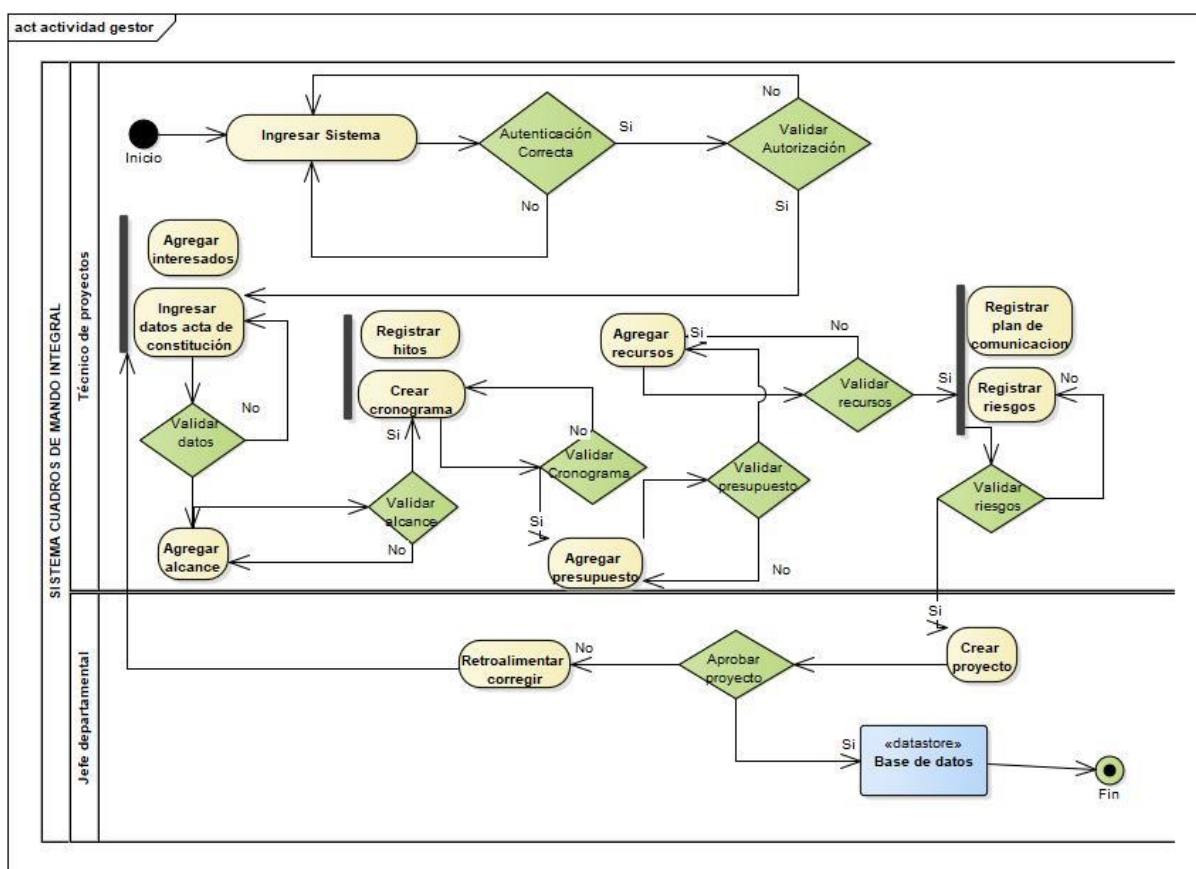 act actividad gestor
SISTEMA CUADROS DE MANDO INTEGRAL
Técnico de proyectos
Inicio
Ingresar Sistema
Autenticación
Correcta
Si
No
Validar
Autorización
No
Si
Agregar
interesados
Ingresar
datos acta de
constitución
No
Validar
datos
Agregar
alcance
Registrar
hitos
Crear
cronograma
Si
Validar
alcance
No
No
Validar
Cronograma
Si
Agregar
presupuesto
Agregar
recursos
Si
No
Validar
recursos
Si
Validar
presupuesto
No
Registrar
plan de
comunicacion
Registrar
riesgos
No
Validar
riesgos
Si
Jefe departamental
Crear
proyecto
Aprobar
proyecto
No
Retroalimentar
corregir
Si
«datastore»
Base de datos
Fin